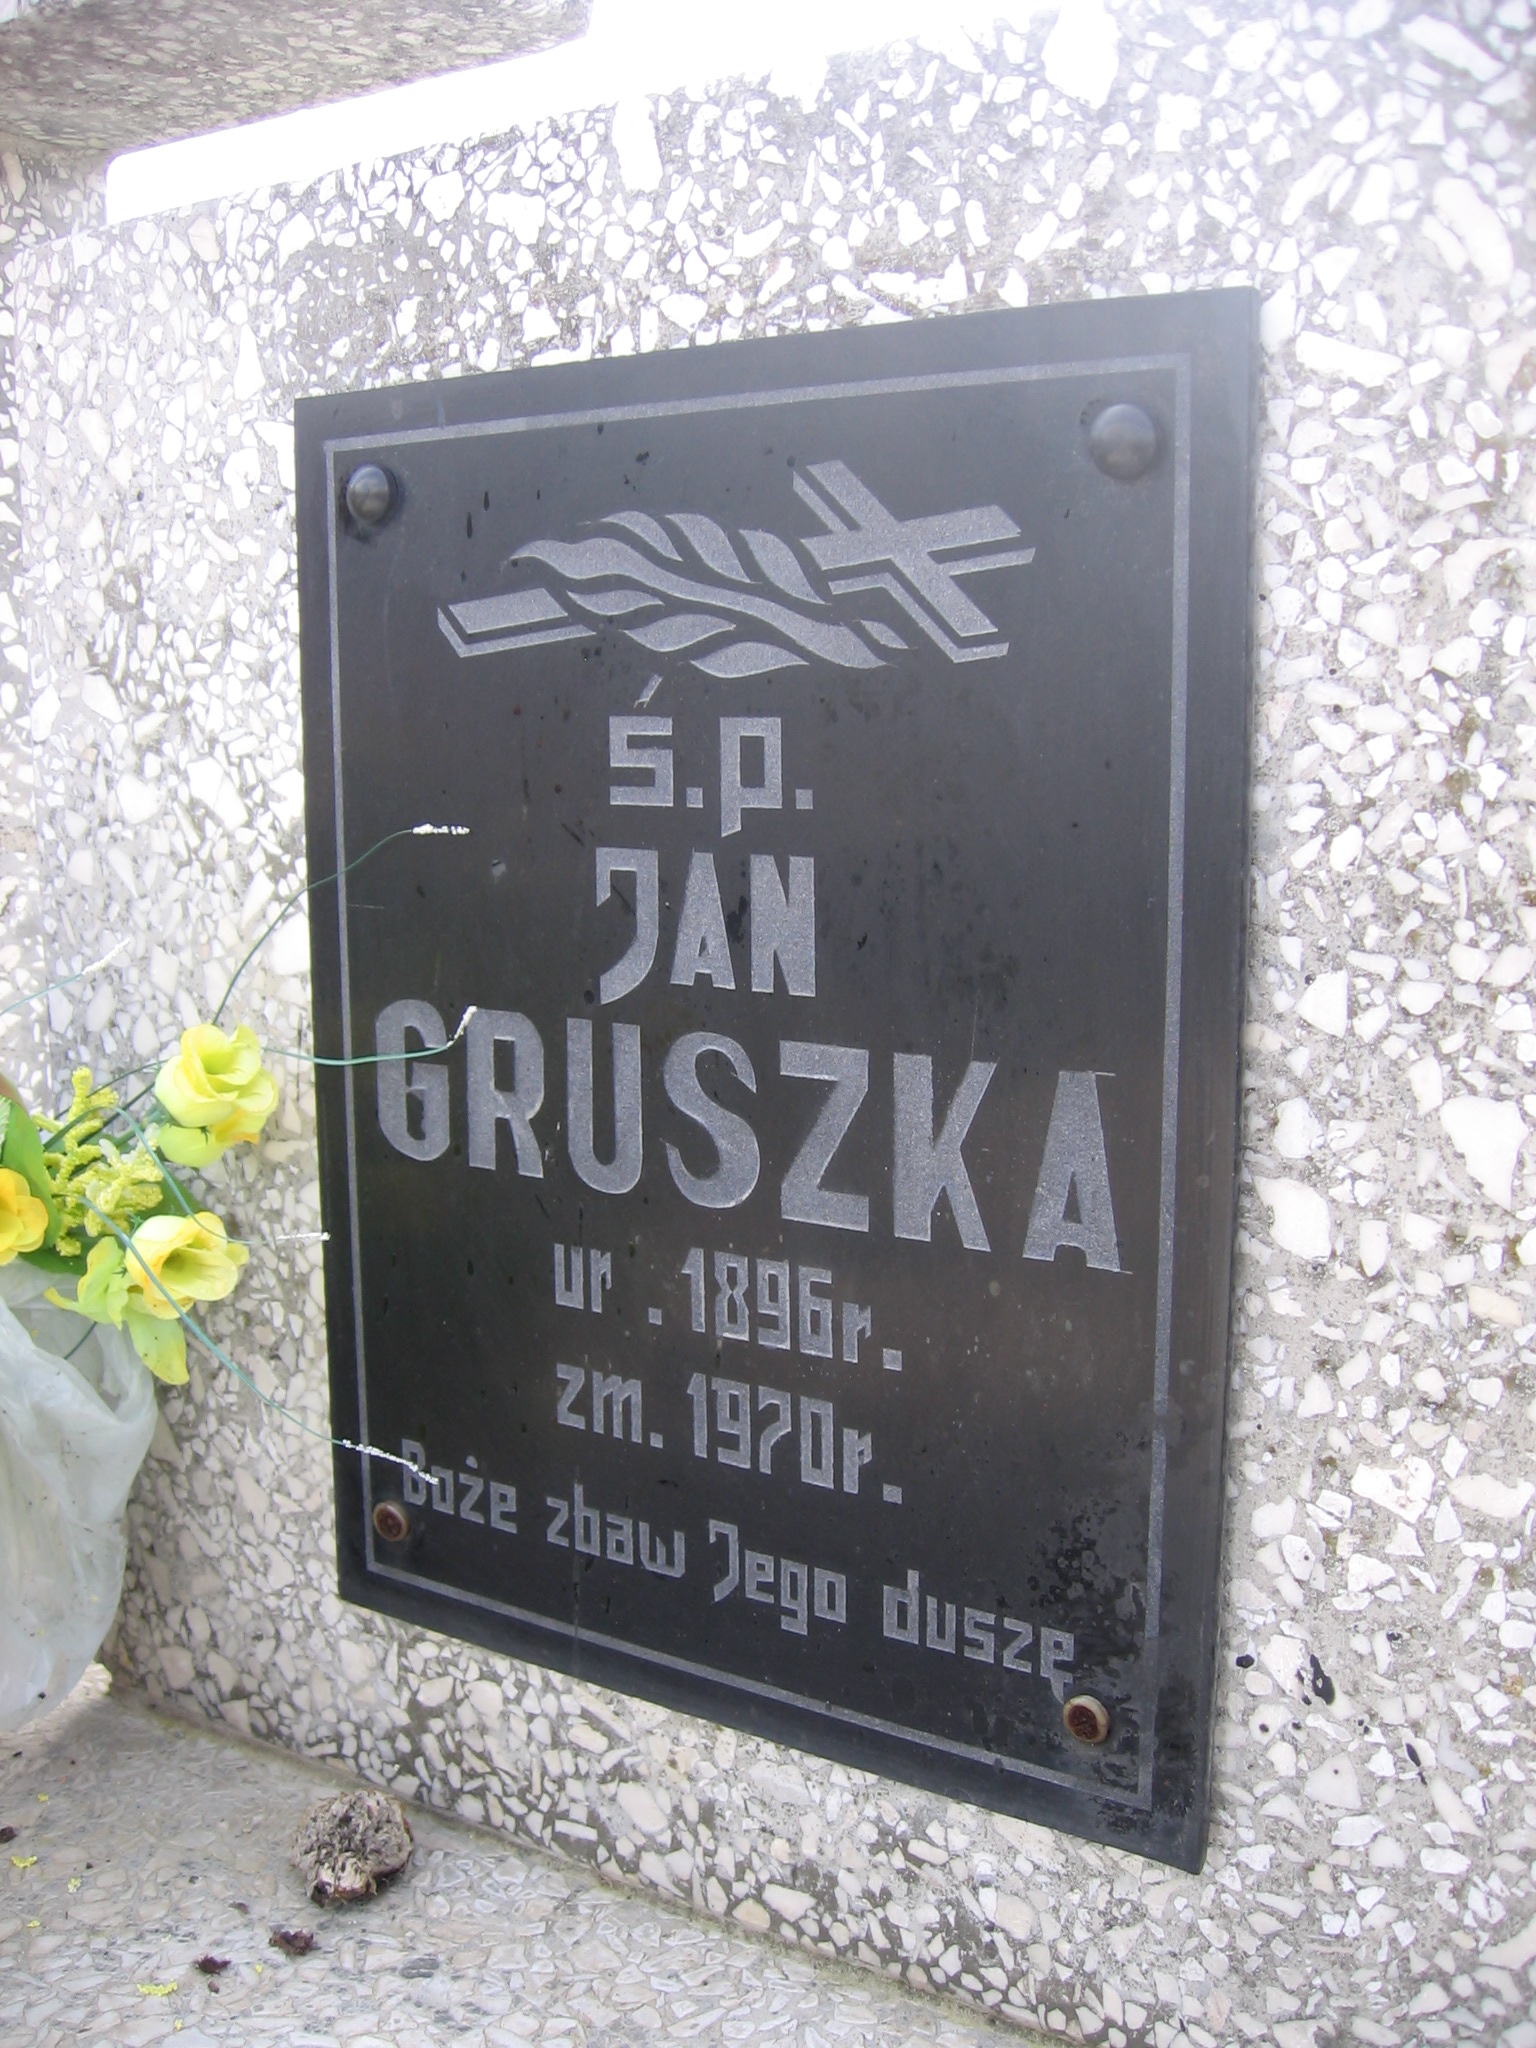 ś.p.
JAN
GRUSZKA
ur . 1896r.
zm. 1970r.
Boże zbaw Jego duszę